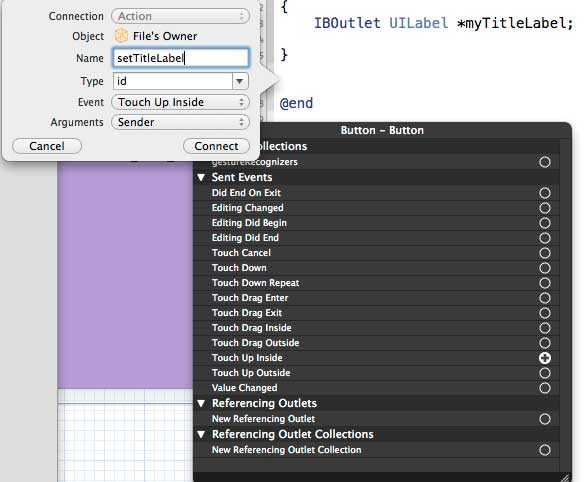 Connection Action
Object File's Owner
Name setTitleLabel
Type id
Event Touch Up Inside
Arguments Sender
Cancel Connect
{
IBOutlet UILabel *myTitleLabel;
}
@end
Button - Button
Collections
gestureRecognizers
▼ Sent Events
Did End On Exit
Editing Changed
Editing Did Begin
Editing Did End
Touch Cancel
Touch Down
Touch Down Repeat
Touch Drag Enter
Touch Drag Exit
Touch Drag Inside
Touch Drag Outside
Touch Up Inside
Touch Up Outside
Value Changed
▼ Referencing Outlets
New Referencing Outlet
▼ Referencing Outlet Collections
New Referencing Outlet Collection